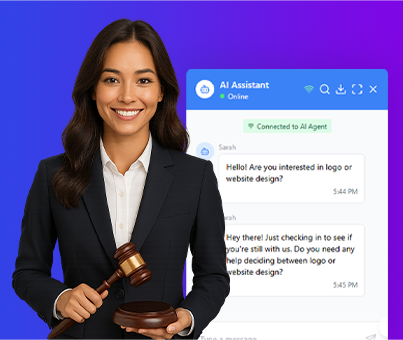 AI Assistant
Online
Connected to AI Agent
Sarah
Hello! Are you interested in logo or
website design?
5:44 PM
Hey there! Just checking in to see if
you're still with us. Do you need any
help deciding between logo or
website design?
5:45 PM
Type a message